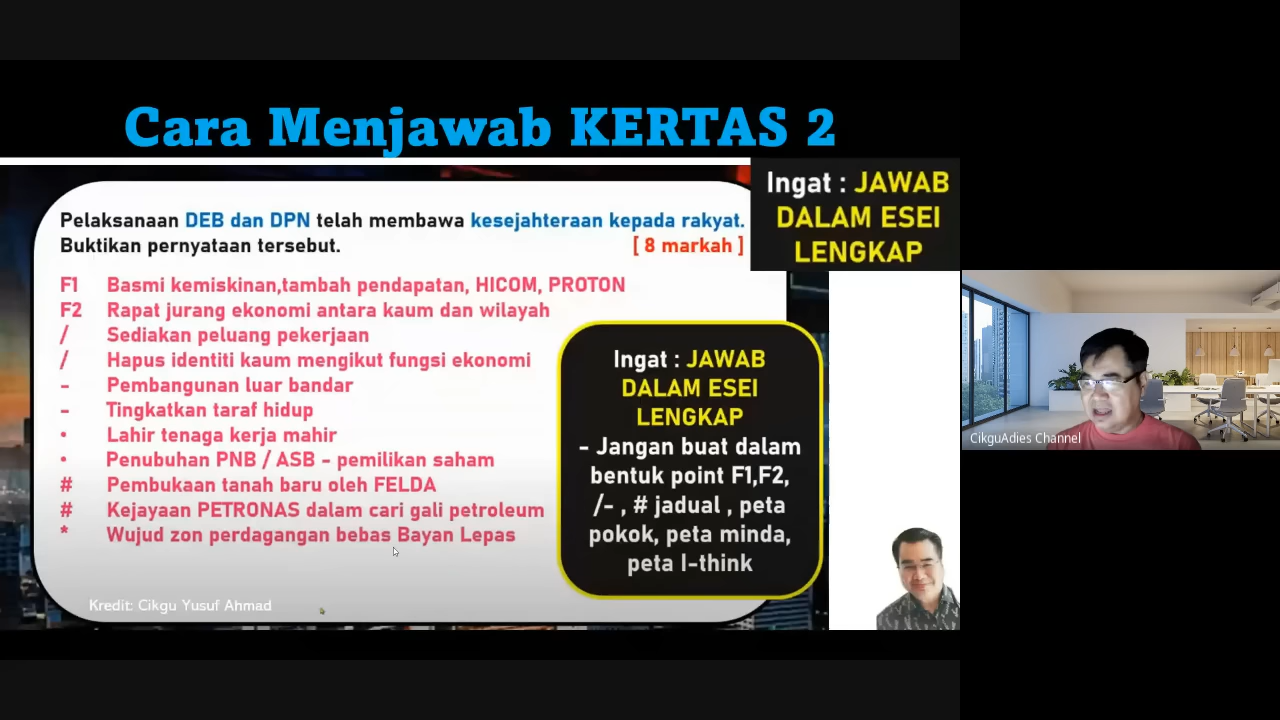 Cara Menjawab KERTAS 2
Ingat : JAWAB
DALAM ESEI
LENGKAP
Pelaksanaan DEB dan DPN telah membawa kesejahteraan kepada rakyat.
Buktikan pernyataan tersebut. [ 8 markah ]
F1 Basmi kemiskinan,tambah pendapatan, HICOM, PROTON
F2 Rapat jurang ekonomi antara kaum dan wilayah
/ Sediakan peluang pekerjaan
/ Hapus identiti kaum mengikut fungsi ekonomi
- Pembangunan luar bandar
- Tingkatkan taraf hidup
• Lahir tenaga kerja mahir
• Penubuhan PNB / ASB - pemilikan saham
# Pembukaan tanah baru oleh FELDA
# Kejayaan PETRONAS dalam cari gali petroleum
* Wujud zon perdagangan bebas Bayan Lepas
Kredit: Cikgu Yusuf Ahmad
Ingat : JAWAB
DALAM ESEI
LENGKAP
- Jangan buat dalam
bentuk point F1,F2,
/- , # jadual , peta
pokok, peta minda,
peta I-think
CikguAdies Channel